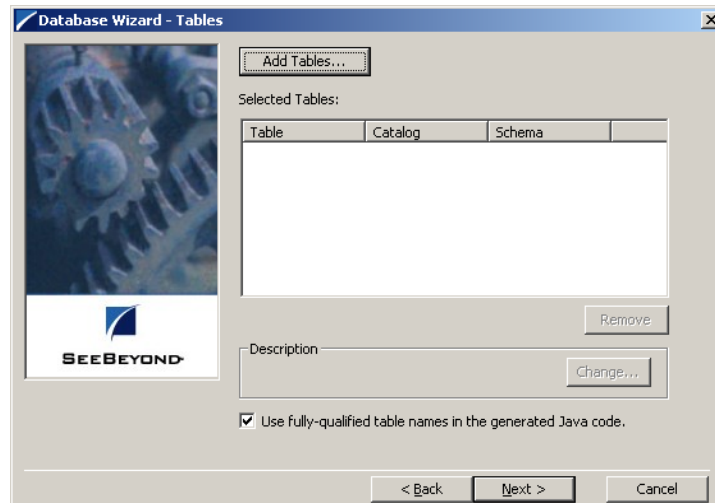 Database Wizard - Tables
Add Tables...
Selected Tables:
Table Catalog Schema
Remove
SEEBEYOND
Description
Change...
Use fully-qualified table names in the generated Java code.
< Back Next > Cancel